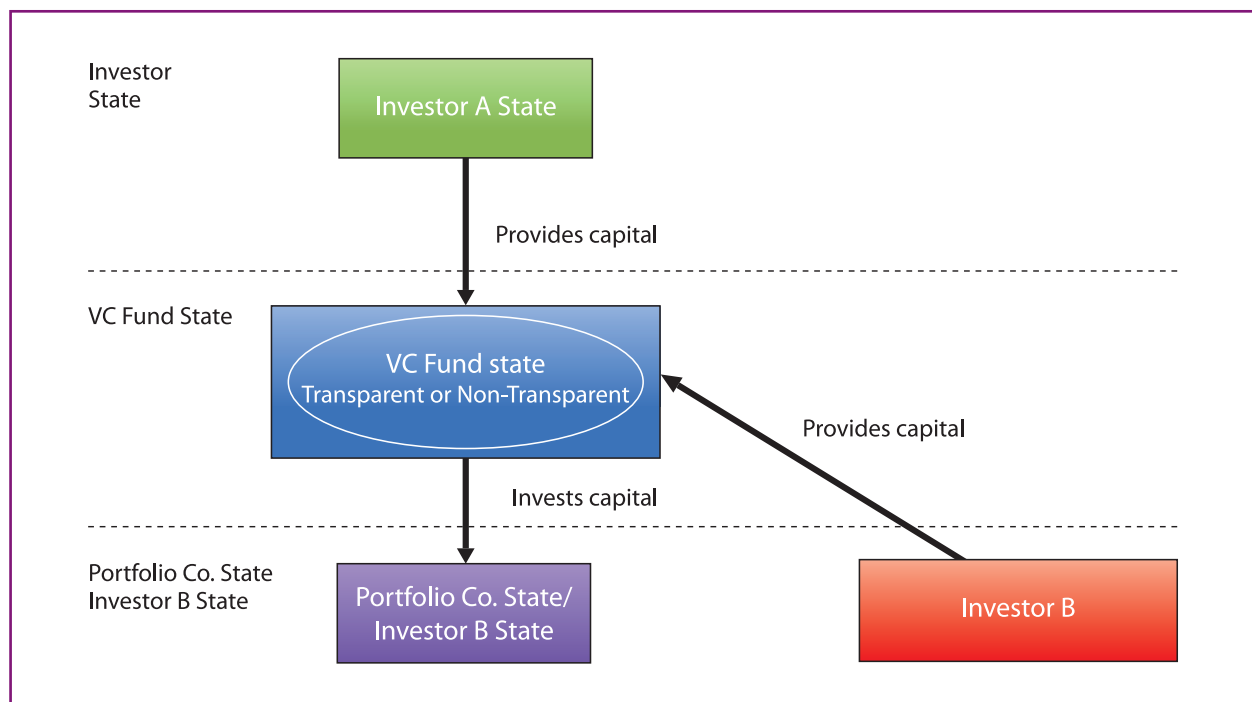 Investor
State
Investor A State
Provides capital
VC Fund State
VC Fund state
Transparent or Non-Transparent
Provides capital
Invests capital
Portfolio Co. State
Investor B State
Portfolio Co. State/
Investor B State
Investor B